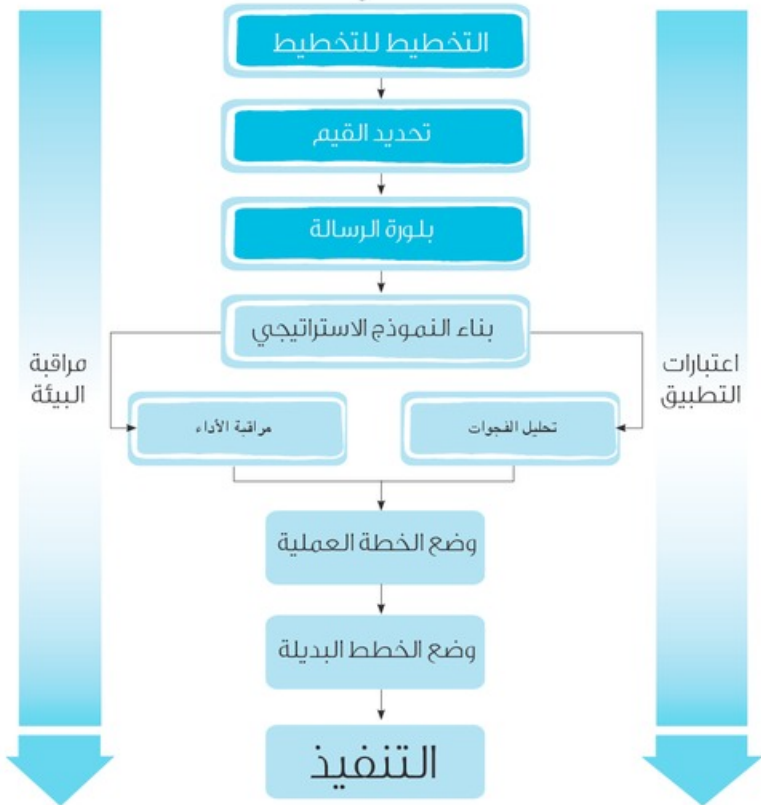 التخطيط للتخطيط
تحديد القيم
بلورة الرسالة
بناء النموذج الاستراتيجي
اعتبارات
التطبيق
مراقبة
البيئة
تحليل الفجوات
مراقبة الأداء
وضع الخطة العملية
وضع الخطط البديلة
التنفيذ